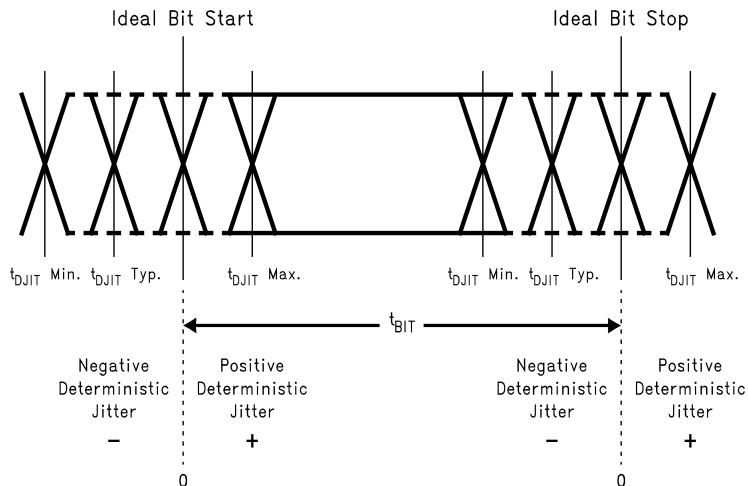 Ideal Bit Start Ideal Bit Stop
tDJIT Min. tDJIT Typ. tDJIT Max. tDJIT Min. tDJIT Typ. tDJIT Max.
tBIT
Negative Positive Negative Positive
Deterministic Deterministic Deterministic Deterministic
Jitter Jitter Jitter Jitter
− + − +
0 0